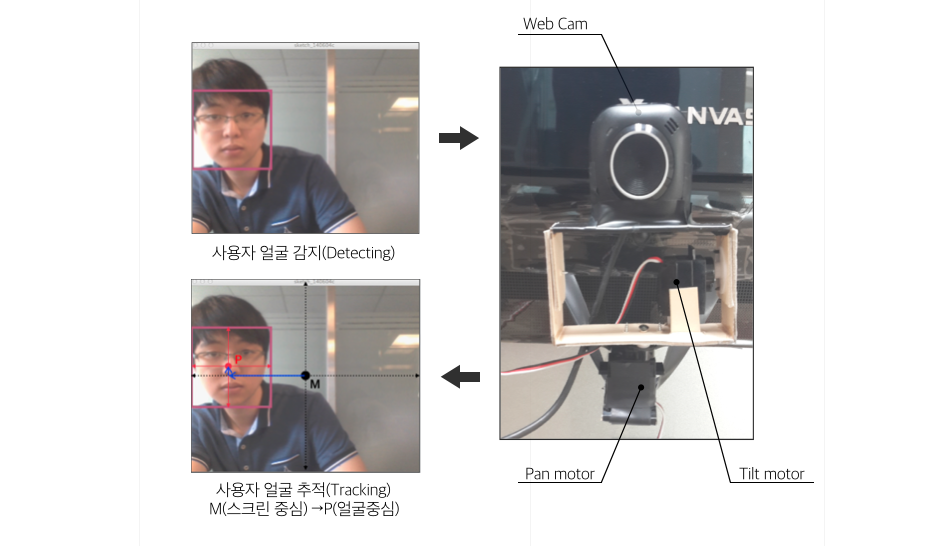 Web Cam
NVAS
사용자 얼굴 감지(Detecting)
P
M
사용자 얼굴 추적(Tracking)
M(스크린 중심) →P(얼굴중심)
Pan motor
Tilt motor